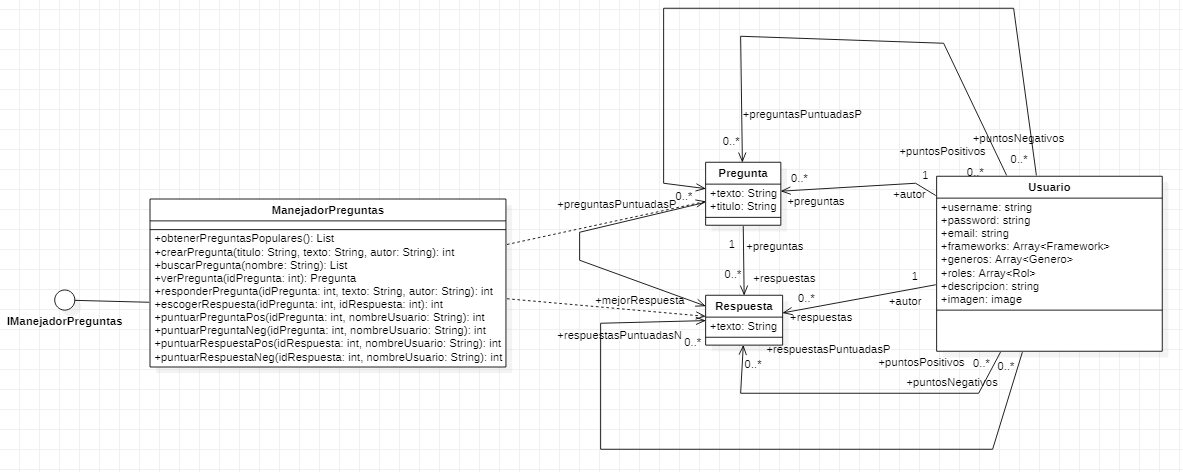 +preguntasPuntuadasP
0..*
+puntosNegativos
+puntosPositivos
0..*
0..*
Pregunta
+texto: String
+titulo: String
0..*
+preguntas
1
+autor
0..*
+preguntasPuntuadasP
Usuario
+username: string
+password: string
+email: string
+frameworks: Array<Framework>
+generos: Array<Genero>
+roles: Array<Rol>
+descripcion: string
+imagen: image
ManejadorPreguntas
+obtenerPreguntasPopulares(): List
+crearPregunta(titulo: String, texto: String, autor: String): int
+buscarPregunta(nombre: String): List
+verPregunta(idPregunta: int): Pregunta
+responderPregunta(idPregunta: int, texto: String, autor: String): int
+escogerRespuesta(idPregunta: int, idRespuesta: int): int
+puntuarPreguntaPos(idPregunta: int, nombreUsuario: String): int
+puntuarPreguntaNeg(idPregunta: int, nombreUsuario: String): int
+puntuarRespuestaPos(idRespuesta: int, nombreUsuario: String): int
+puntuarRespuestaNeg(idRespuesta: int, nombreUsuario: String): int
IManejadorPreguntas
1
+preguntas
0..*
+respuestas
1
+autor
+mejorRespuesta
Respuesta
+texto: String
0..*
+respuestas
+respuestasPuntuadasN
0..*
+respuestasPuntuadasP
0..*
+puntosPositivos
0..*
0..*
+puntosNegativos